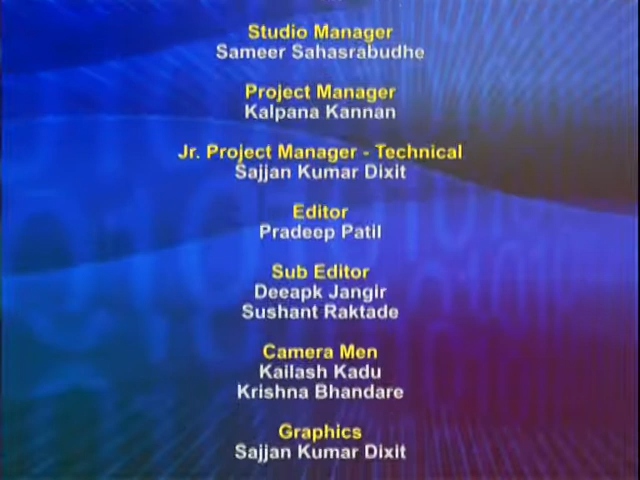 Studio Manager
Sameer Sahasrabudhe
Project Manager
Kalpana Kannan
Jr. Project Manager - Technical
Sajjan Kumar Dixit
Editor
Pradeep Patil
Sub Editor
Deeapk Jangir
Sushant Raktade
Camera Men
Kailash Kadu
Krishna Bhandare
Graphics
Sajjan Kumar Dixit